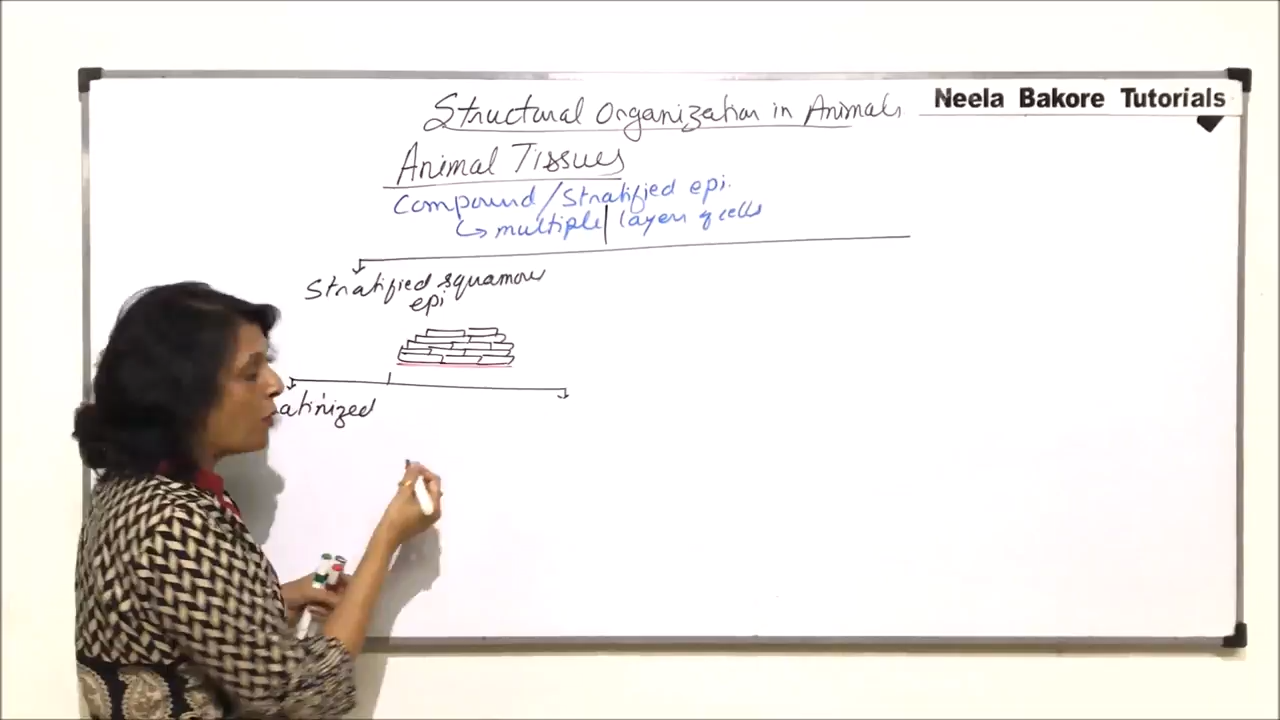 Neela Bakore Tutorials
Structural Organization in Animals
Animal Tissues
Compound/Stratified epi.
↳ multiple layers of cells
Stratified squamous
epi
atinized